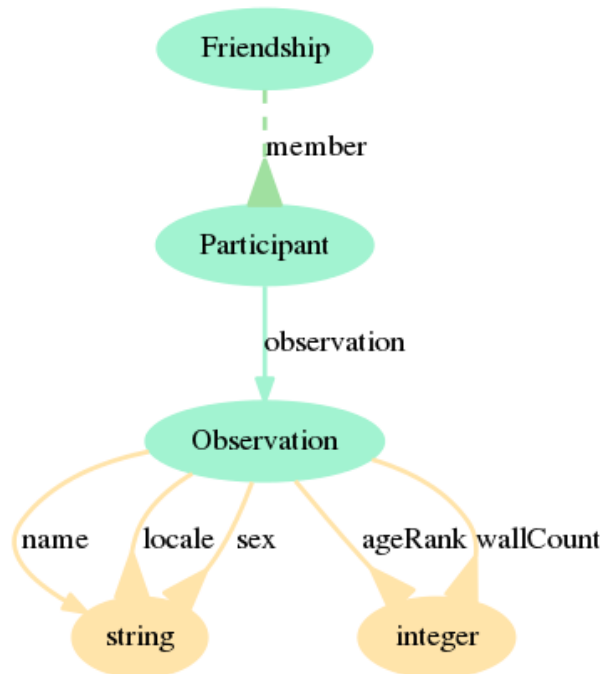 Friendship
member
Participant
observation
Observation
name
locale
sex
ageRank
wallCount
string
integer